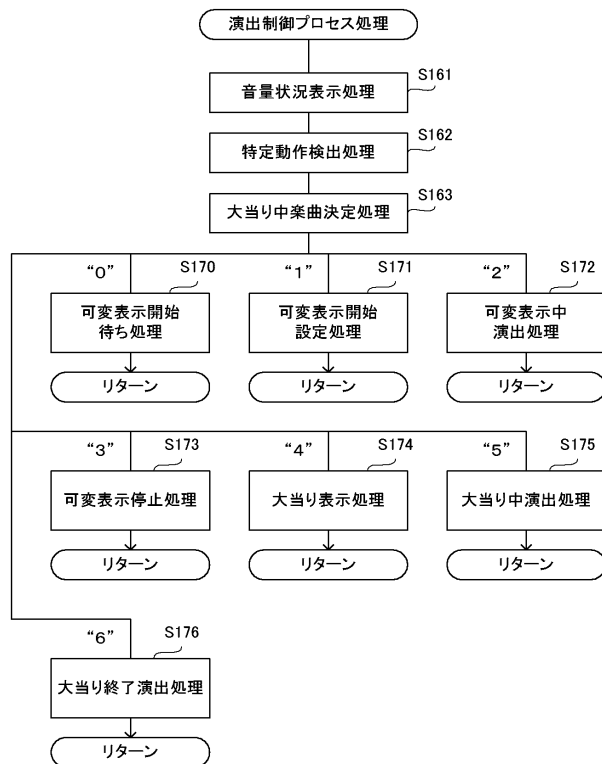 演出制御プロセス処理
S161
音量状況表示処理
S162
特定動作検出処理
S163
大当り中楽曲決定処理
“0”
S170
可変表示開始
待ち処理
リターン
“1”
S171
可変表示開始
設定処理
リターン
“2”
S172
可変表示中
演出処理
リターン
“3”
S173
可変表示停止処理
リターン
“4”
S174
大当り表示処理
リターン
“5”
S175
大当り中演出処理
リターン
“6”
S176
大当り終了演出処理
リターン